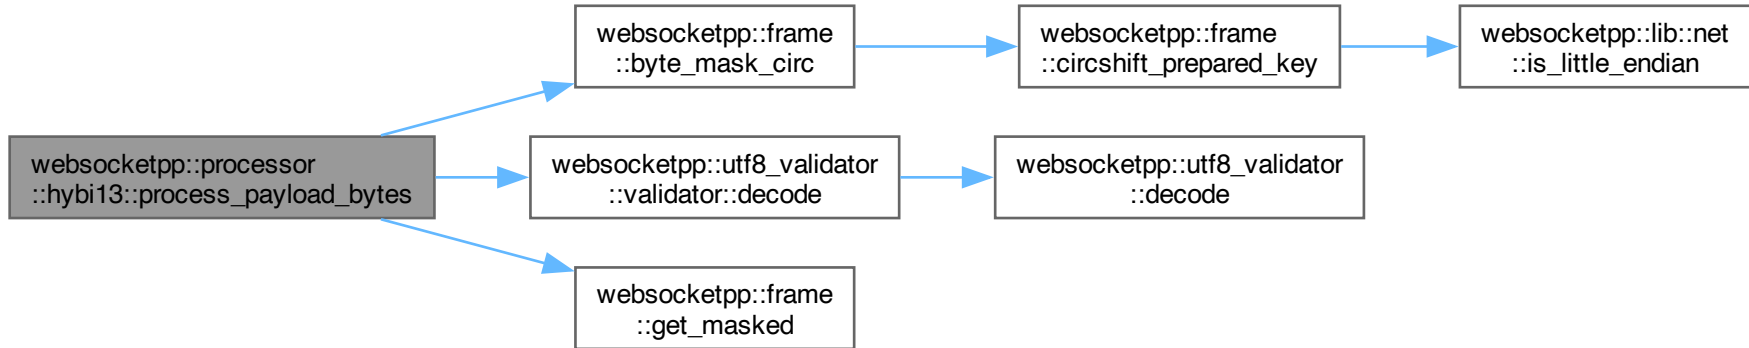 websocketpp::processor
::hybi13::process_payload_bytes
websocketpp::frame
::byte_mask_circ
websocketpp::frame
::circshift_prepared_key
websocketpp::lib::net
::is_little_endian
websocketpp::utf8_validator
::validator::decode
websocketpp::utf8_validator
::decode
websocketpp::frame
::get_masked